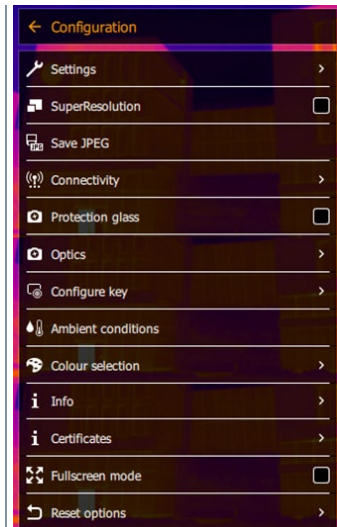 Configuration
Settings
SuperResolution
JPG
Save JPEG
Connectivity
Protection glass
Optics
Configure key
Ambient conditions
Colour selection
Info
Certificates
Fullscreen mode
Reset options